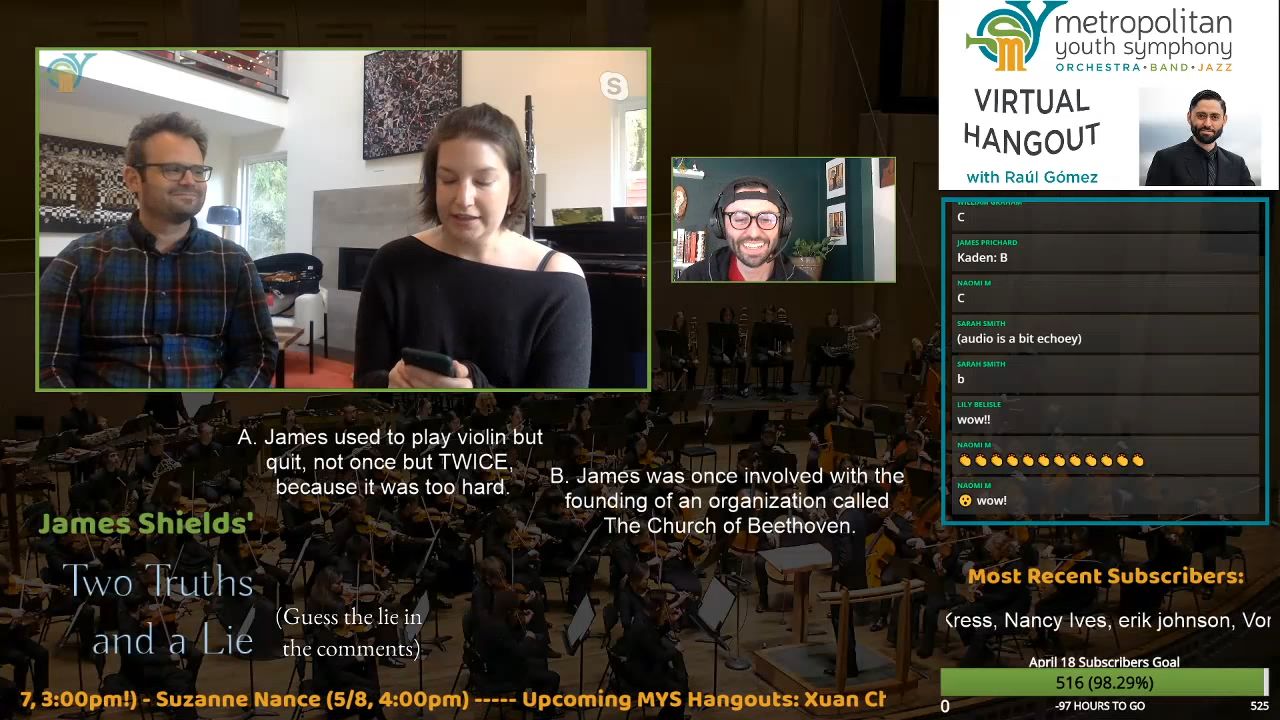 metropolitan
youth symphony
ORCHESTRA•BAND•JAZZ
VIRTUAL
HANGOUT
with Raúl Gómez
WILLIAM GRAHAM
C
JAMES PRICHARD
Kaden: B
NAOMI M
C
SARAH SMITH
(audio is a bit echoey)
SARAH SMITH
b
LILY BELISLE
wow!!
NAOMI M
👏👏👏👏👏👏👏👏👏👏👏👏
NAOMI M
😮 wow!
A. James used to play violin but
quit, not once but TWICE,
because it was too hard.
B. James was once involved with the
founding of an organization called
The Church of Beethoven.
James Shields'
Two Truths
and a Lie
(Guess the lie in
the comments)
Most Recent Subscribers:
Kress, Nancy Ives, erik johnson, Vor
April 18 Subscribers Goal
516 (98.29%)
0 -97 HOURS TO GO 525
7, 3:00pm!) - Suzanne Nance (5/8, 4:00pm) ----- Upcoming MYS Hangouts: Xuan Ch